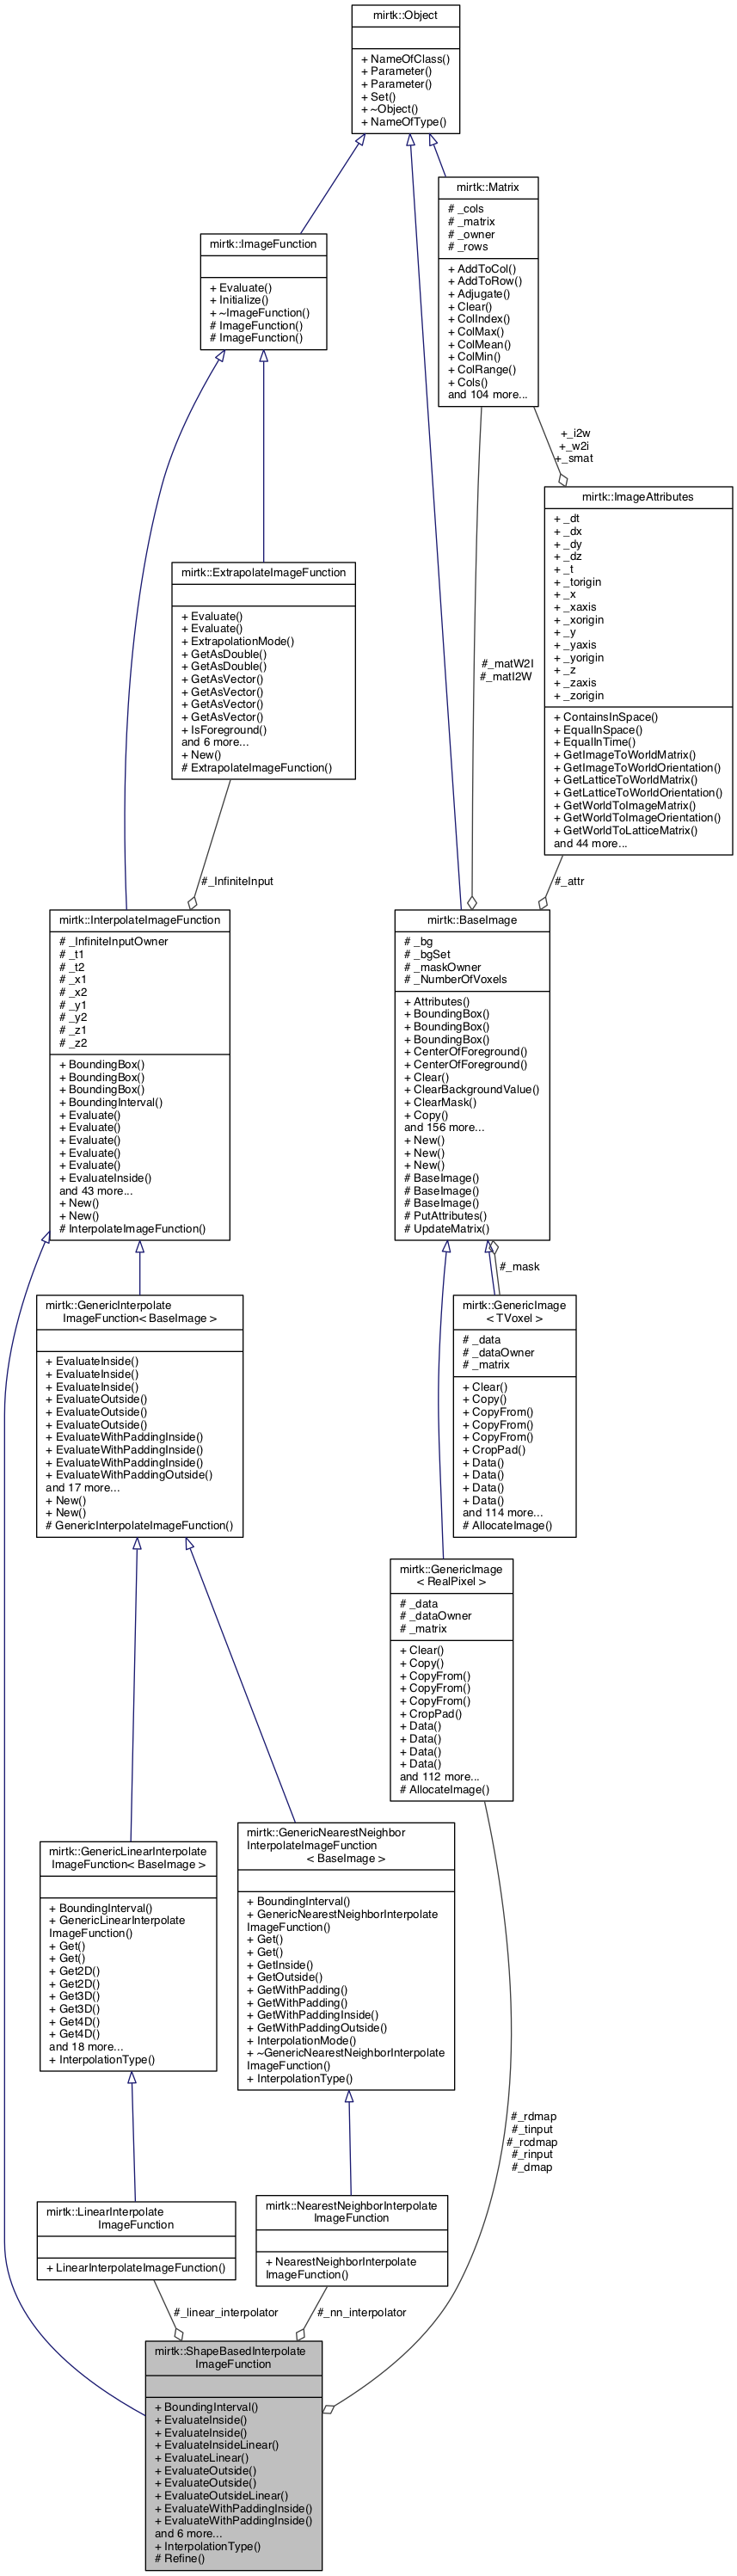 mirtk::Object
+ NameOfClass()
+ Parameter()
+ Parameter()
+ Set()
+ ~Object()
+ NameOfType()
mirtk::Matrix
# _cols
# _matrix
# _owner
# _rows
+ AddToCol()
+ AddToRow()
+ Adjugate()
+ Clear()
+ ColIndex()
+ ColMax()
+ ColMean()
+ ColMin()
+ ColRange()
+ Cols()
and 104 more...
mirtk::ImageFunction
+ Evaluate()
+ Initialize()
+ ~ImageFunction()
# ImageFunction()
# ImageFunction()
+_i2w
+_w2i
+_smat
mirtk::ImageAttributes
+ _dt
+ _dx
+ _dy
+ _dz
+ _t
+ _torigin
+ _x
+ _xaxis
+ _xorigin
+ _y
+ _yaxis
+ _yorigin
+ _z
+ _zaxis
+ _zorigin
+ ContainsInSpace()
+ EqualInSpace()
+ EqualInTime()
+ GetImageToWorldMatrix()
+ GetImageToWorldOrientation()
+ GetLatticeToWorldMatrix()
+ GetLatticeToWorldOrientation()
+ GetWorldToImageMatrix()
+ GetWorldToImageOrientation()
+ GetWorldToLatticeMatrix()
and 44 more...
mirtk::ExtrapolateImageFunction
+ Evaluate()
+ Evaluate()
+ ExtrapolationMode()
+ GetAsDouble()
+ GetAsDouble()
+ GetAsVector()
+ GetAsVector()
+ GetAsVector()
+ GetAsVector()
+ IsForeground()
and 6 more...
+ New()
# ExtrapolateImageFunction()
#_matW2I
#_matI2W
#_InfiniteInput
#_attr
mirtk::InterpolateImageFunction
# _InfiniteInputOwner
# _t1
# _t2
# _x1
# _x2
# _y1
# _y2
# _z1
# _z2
+ BoundingBox()
+ BoundingBox()
+ BoundingBox()
+ BoundingInterval()
+ Evaluate()
+ Evaluate()
+ Evaluate()
+ Evaluate()
+ Evaluate()
+ EvaluateInside()
and 43 more...
+ New()
+ New()
# InterpolateImageFunction()
mirtk::BaseImage
# _bg
# _bgSet
# _maskOwner
# _NumberOfVoxels
+ Attributes()
+ BoundingBox()
+ BoundingBox()
+ BoundingBox()
+ CenterOfForeground()
+ CenterOfForeground()
+ Clear()
+ ClearBackgroundValue()
+ ClearMask()
+ Copy()
and 156 more...
+ New()
+ New()
+ New()
# BaseImage()
# BaseImage()
# BaseImage()
# PutAttributes()
# UpdateMatrix()
#_mask
mirtk::GenericInterpolate
ImageFunction< BaseImage >
+ EvaluateInside()
+ EvaluateInside()
+ EvaluateInside()
+ EvaluateOutside()
+ EvaluateOutside()
+ EvaluateOutside()
+ EvaluateWithPaddingInside()
+ EvaluateWithPaddingInside()
+ EvaluateWithPaddingInside()
+ EvaluateWithPaddingOutside()
and 17 more...
+ New()
+ New()
# GenericInterpolateImageFunction()
mirtk::GenericImage
< TVoxel >
# _data
# _dataOwner
# _matrix
+ Clear()
+ Copy()
+ CopyFrom()
+ CopyFrom()
+ CopyFrom()
+ CropPad()
+ Data()
+ Data()
+ Data()
+ Data()
and 114 more...
# AllocateImage()
mirtk::GenericImage
< RealPixel >
# _data
# _dataOwner
# _matrix
+ Clear()
+ Copy()
+ CopyFrom()
+ CopyFrom()
+ CopyFrom()
+ CropPad()
+ Data()
+ Data()
+ Data()
+ Data()
and 112 more...
# AllocateImage()
mirtk::GenericLinearInterpolate
ImageFunction< BaseImage >
+ BoundingInterval()
+ GenericLinearInterpolate
ImageFunction()
+ Get()
+ Get()
+ Get2D()
+ Get2D()
+ Get3D()
+ Get3D()
+ Get4D()
+ Get4D()
and 18 more...
+ InterpolationType()
mirtk::GenericNearestNeighbor
InterpolateImageFunction
< BaseImage >
+ BoundingInterval()
+ GenericNearestNeighborInterpolate
ImageFunction()
+ Get()
+ Get()
+ GetInside()
+ GetOutside()
+ GetWithPadding()
+ GetWithPadding()
+ GetWithPaddingInside()
+ GetWithPaddingOutside()
+ InterpolationMode()
+ ~GenericNearestNeighborInterpolate
ImageFunction()
+ InterpolationType()
#_rdmap
#_tinput
#_rcdmap
#_rinput
#_dmap
mirtk::LinearInterpolate
ImageFunction
+ LinearInterpolateImageFunction()
mirtk::NearestNeighborInterpolate
ImageFunction
+ NearestNeighborInterpolate
ImageFunction()
#_linear_interpolator
#_nn_interpolator
mirtk::ShapeBasedInterpolate
ImageFunction
+ BoundingInterval()
+ EvaluateInside()
+ EvaluateInside()
+ EvaluateInsideLinear()
+ EvaluateLinear()
+ EvaluateOutside()
+ EvaluateOutside()
+ EvaluateOutsideLinear()
+ EvaluateWithPaddingInside()
+ EvaluateWithPaddingInside()
and 6 more...
+ InterpolationType()
# Refine()